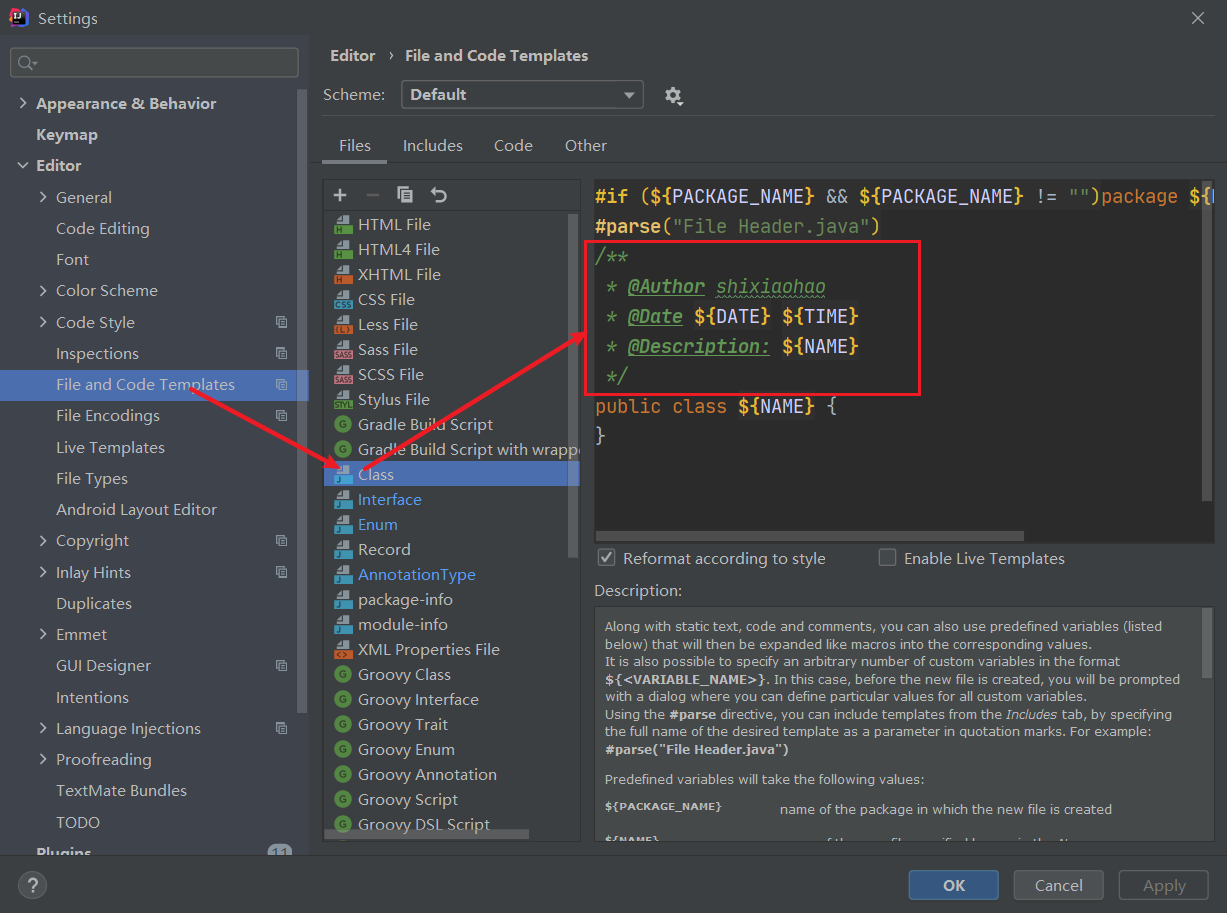 Settings
Appearance & Behavior
Keymap
Editor
General
Code Editing
Font
Color Scheme
Code Style
Inspections
File and Code Templates
File Encodings
Live Templates
File Types
Android Layout Editor
Copyright
Inlay Hints
Duplicates
Emmet
GUI Designer
Intentions
Language Injections
Proofreading
TextMate Bundles
TODO
Plugins 11
Editor › File and Code Templates
Scheme: Default
Files Includes Code Other
HTML File
HTML4 File
XHTML File
CSS File
Less File
Sass File
SCSS File
Stylus File
Gradle Build Script
Gradle Build Script with wrappe
Class
Interface
Enum
Record
AnnotationType
package-info
module-info
XML Properties File
Groovy Class
Groovy Interface
Groovy Trait
Groovy Enum
Groovy Annotation
Groovy Script
Groovy DSL Script
#if (${PACKAGE_NAME} && ${PACKAGE_NAME} != "")package ${
#parse("File Header.java")
/**
* @Author shixiaohao
* @Date ${DATE} ${TIME}
* @Description: ${NAME}
*/
public class ${NAME} {
}
Reformat according to style Enable Live Templates
Description:
Along with static text, code and comments, you can also use predefined variables (listed
below) that will then be expanded like macros into the corresponding values.
It is also possible to specify an arbitrary number of custom variables in the format
${<VARIABLE_NAME>}. In this case, before the new file is created, you will be prompted
with a dialog where you can define particular values for all custom variables.
Using the #parse directive, you can include templates from the Includes tab, by specifying
the full name of the desired template as a parameter in quotation marks. For example:
#parse("File Header.java")
Predefined variables will take the following values:
${PACKAGE_NAME} name of the package in which the new file is created
${NAME}
? OK Cancel Apply